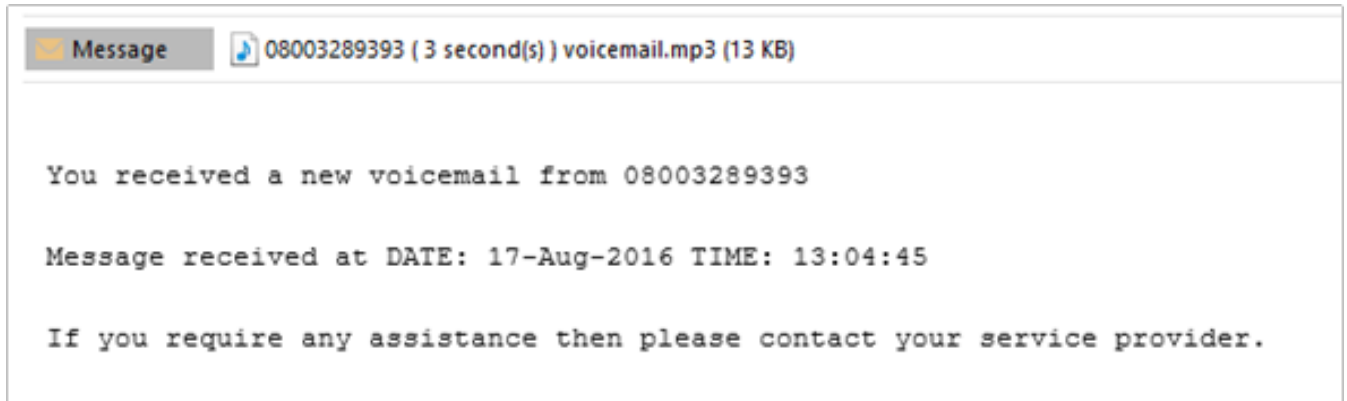 Message 08003289393 ( 3 second(s) ) voicemail.mp3 (13 KB)
You received a new voicemail from 08003289393
Message received at DATE: 17-Aug-2016 TIME: 13:04:45
If you require any assistance then please contact your service provider.